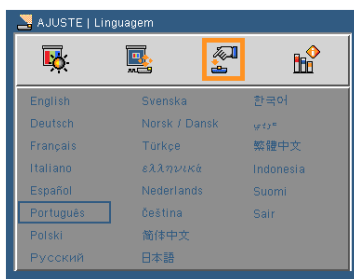 AJUSTE | Linguagem
English
Deutsch
Français
Italiano
Español
Português
Polski
Русский
Svenska
Norsk / Dansk
Türkçe
ελληνικά
Nederlands
Čeština
简体中文
日本語
한국어
繁體中文
Indonesia
Suomi
Sair